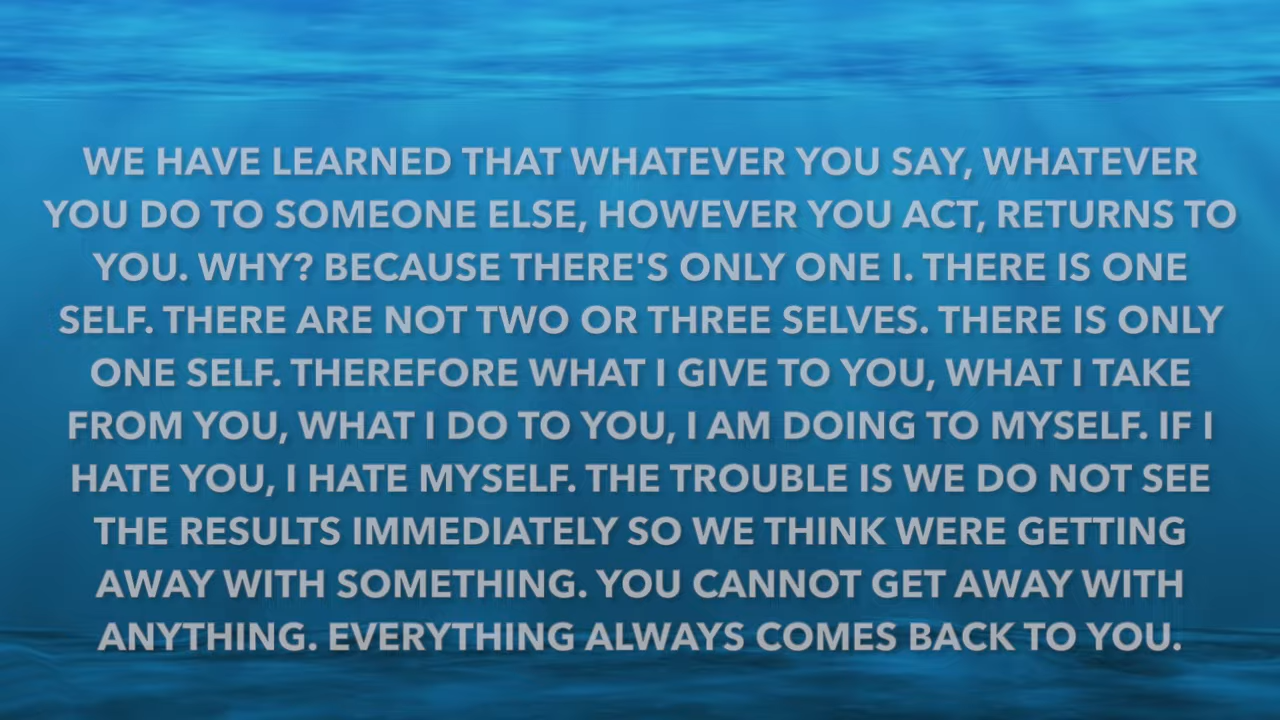 WE HAVE LEARNED THAT WHATEVER YOU SAY, WHATEVER
YOU DO TO SOMEONE ELSE, HOWEVER YOU ACT, RETURNS TO
YOU. WHY? BECAUSE THERE'S ONLY ONE I. THERE IS ONE
SELF. THERE ARE NOT TWO OR THREE SELVES. THERE IS ONLY
ONE SELF. THEREFORE WHAT I GIVE TO YOU, WHAT I TAKE
FROM YOU, WHAT I DO TO YOU, I AM DOING TO MYSELF. IF I
HATE YOU, I HATE MYSELF. THE TROUBLE IS WE DO NOT SEE
THE RESULTS IMMEDIATELY SO WE THINK WERE GETTING
AWAY WITH SOMETHING. YOU CANNOT GET AWAY WITH
ANYTHING. EVERYTHING ALWAYS COMES BACK TO YOU.